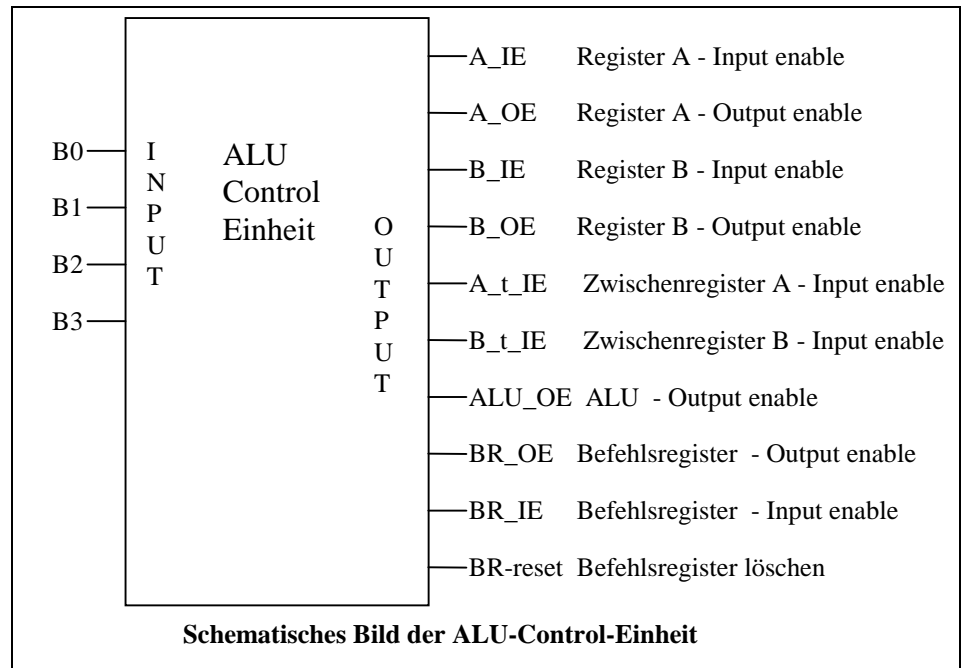 A_IE Register A - Input enable
A_OE Register A - Output enable
B_IE Register B - Input enable
B_OE Register B - Output enable
A_t_IE Zwischenregister A - Input enable
B_t_IE Zwischenregister B - Input enable
ALU_OE ALU - Output enable
BR_OE Befehlsregister - Output enable
BR_IE Befehlsregister - Input enable
BR-reset Befehlsregister löschen
B0
B1
B2
B3
INPUT
ALU
Control
Einheit
OUTPUT
Schematisches Bild der ALU-Control-Einheit